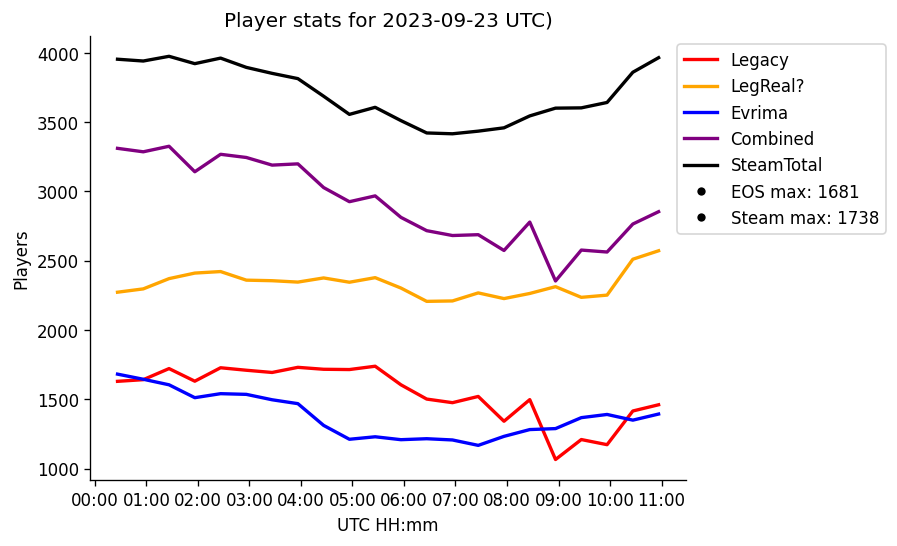 Player stats for 2023-09-23 UTC)
4000
3500
3000
2500
2000
1500
1000
Players
00:00 01:00 02:00 03:00 04:00 05:00 06:00 07:00 08:00 09:00 10:00 11:00
UTC HH:mm
Legacy
LegReal?
Evrima
Combined
SteamTotal
EOS max: 1681
Steam max: 1738